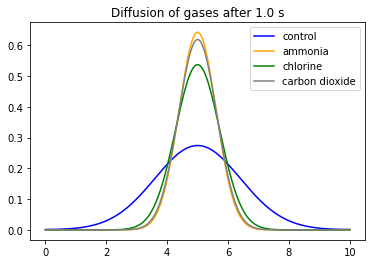 Diffusion of gases after 1.0 s
control
ammonia
chlorine
carbon dioxide
0.6
0.5
0.4
0.3
0.2
0.1
0.0
0 2 4 6 8 10